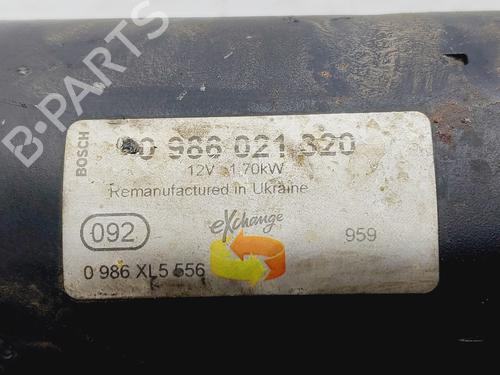 B-PARTS
BOSCH
0 986 021 320
12V 1,70kW
Remanufactured in Ukraine
092
eXchange
959
0 986 XL5 556